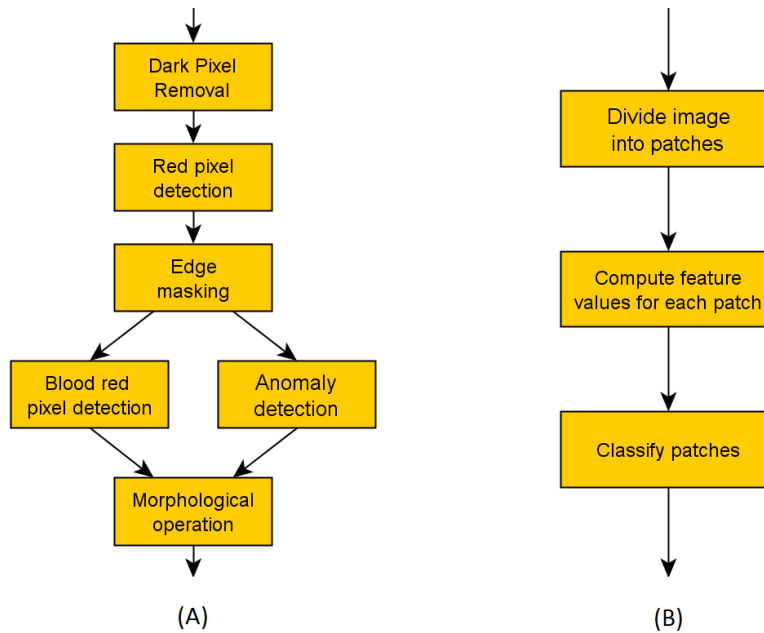 Dark Pixel
Removal
Red pixel
detection
Edge
masking
Blood red
pixel detection
Anomaly
detection
Morphological
operation
(A)
Divide image
into patches
Compute feature
values for each patch
Classify patches
(B)